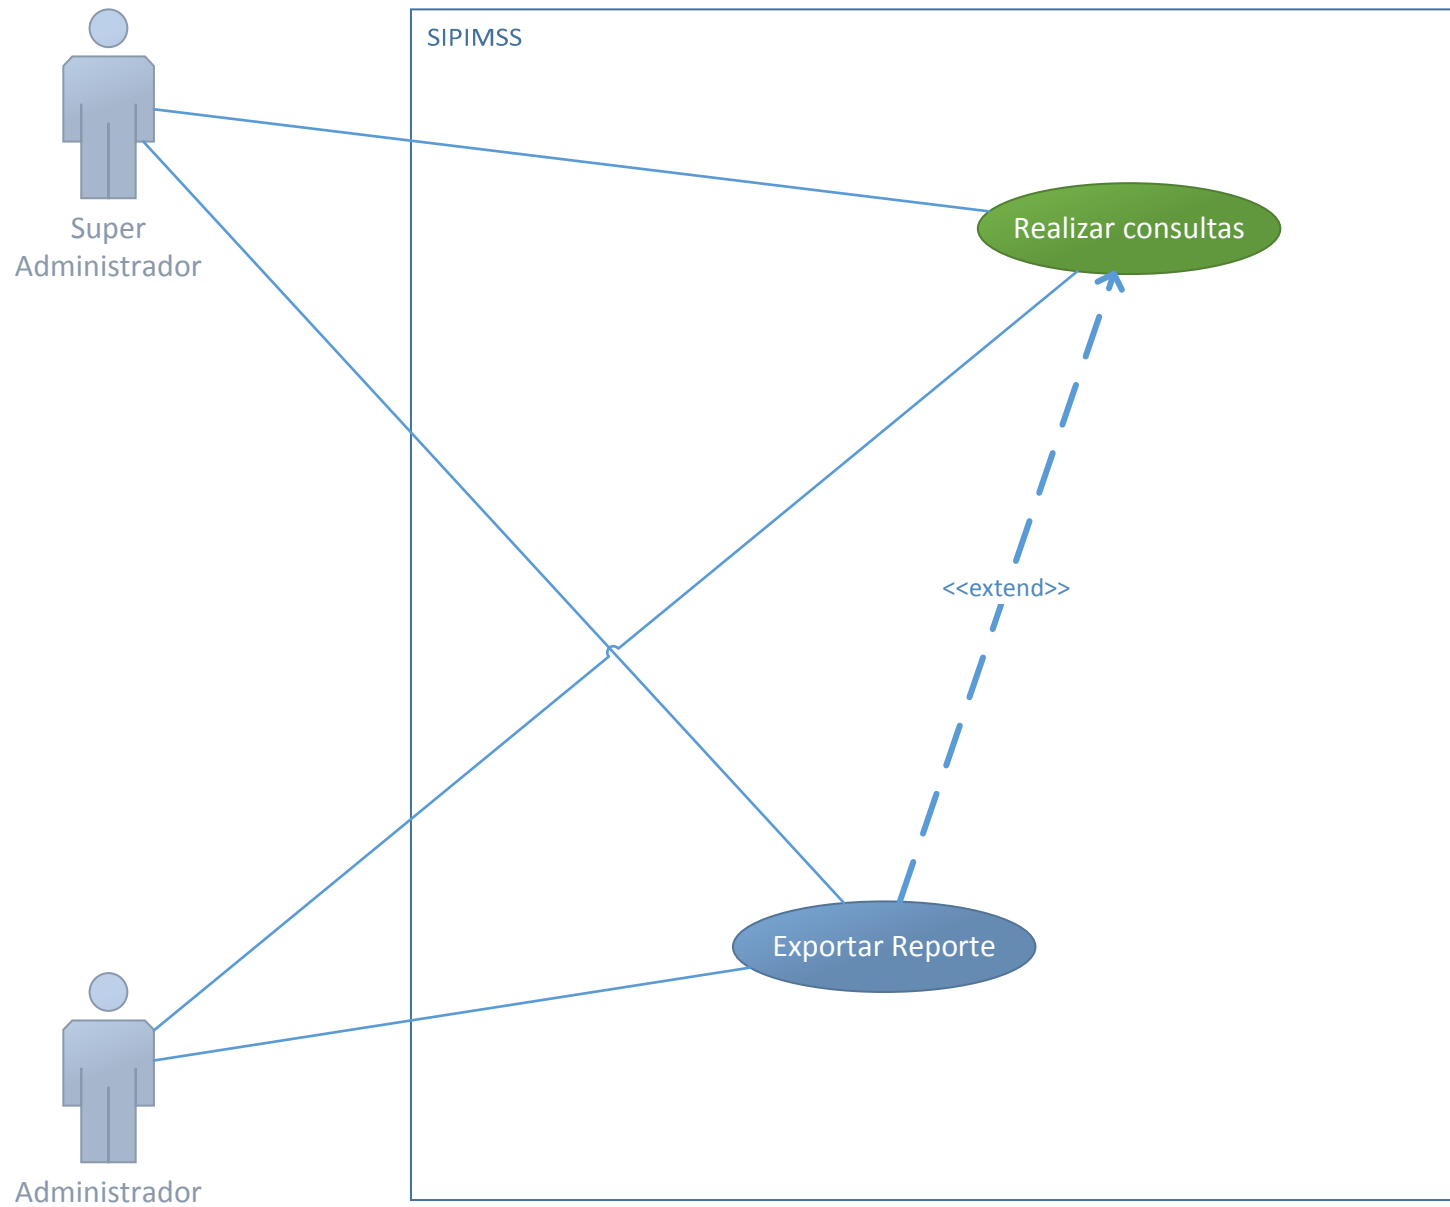 SIPIMSS
Super
Administrador
Realizar consultas
<<extend>>
Exportar Reporte
Administrador